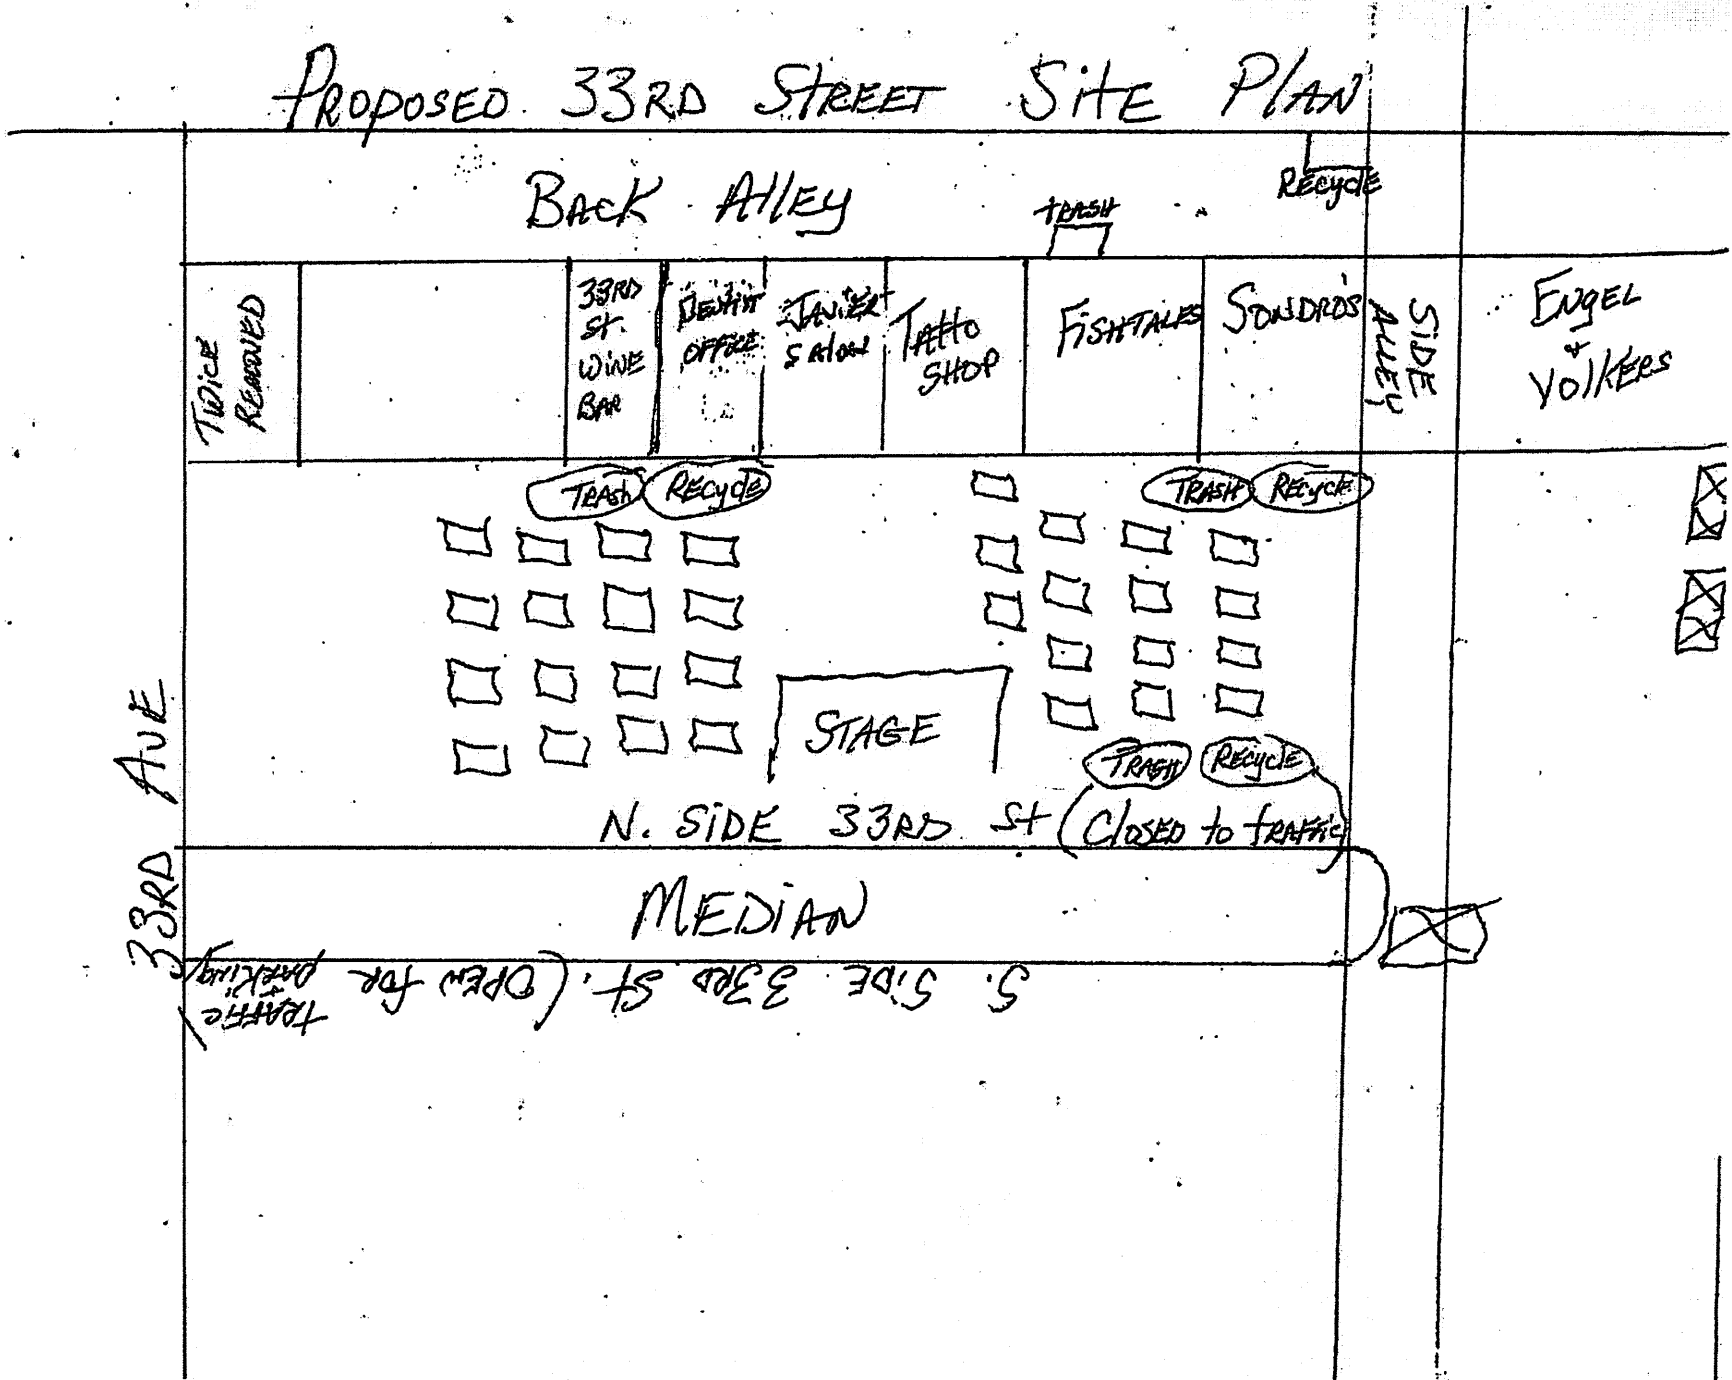 PROPOSED 33RD STREET SITE PLAN
BACK AllEY
RECYCLE
TRASH
TWICE
REASONED
33RD
St.
WINE
BAR
DENTIST
OFFICE
JAVIER
SALON
TATTO
SHOP
FISHTALES
SONDRO'S
SIDE
ALLEY
ENGEL
+
VOLKERS
TRASH
RECYCLE
TRASH
RECYCLE
STAGE
TRASH
RECYCLE
N. SIDE 33RD St (CLOSED to TRAFFIC)
33RD AVE
MEDIAN
S. SIDE 33RD St. (OPEN FOR
TRAFFIC
+
PARKING)